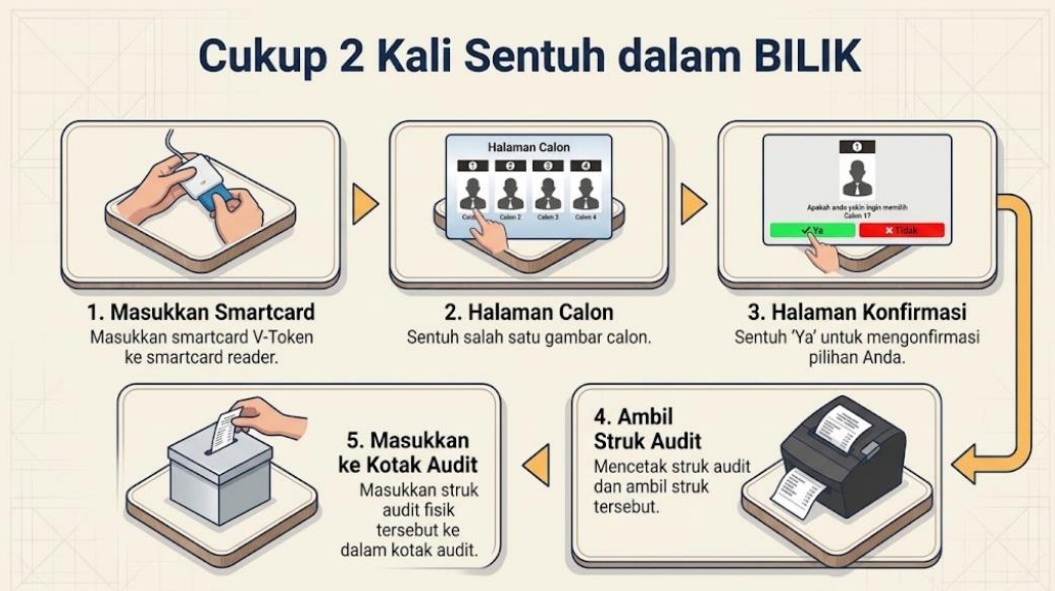 Cukup 2 Kali Sentuh dalam BILIK
Halaman Calon
1 2 3 4
Calon 2 Calon 3 Calon 4
1
Apakah anda yakin ingin memilih
Calon 1?
✓ Ya ✕ Tidak
1. Masukkan Smartcard
Masukkan smartcard V-Token
ke smartcard reader.
2. Halaman Calon
Sentuh salah satu gambar calon.
3. Halaman Konfirmasi
Sentuh ‘Ya’ untuk mengonfirmasi
pilihan Anda.
4. Ambil
Struk Audit
Mencetak struk audit
dan ambil struk
tersebut.
5. Masukkan
ke Kotak Audit
Masukkan struk
audit fisik
tersebut ke
dalam kotak audit.